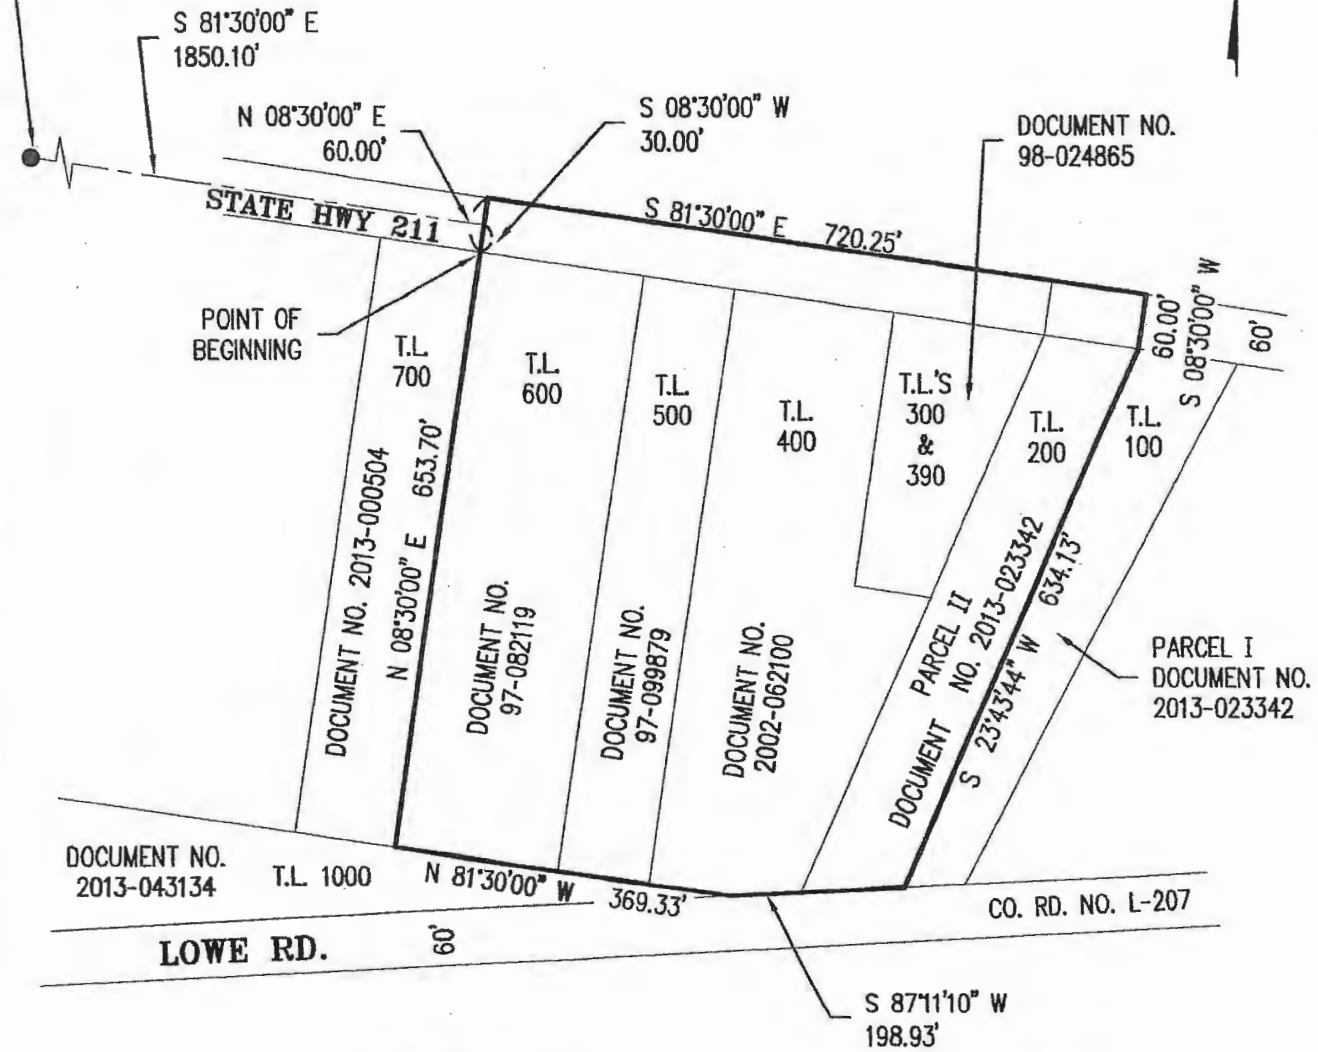 S 81°30'00" E
1850.10'
N 08°30'00" E
60.00'
S 08°30'00" W
30.00'
DOCUMENT NO.
98-024865
STATE HWY 211
S 81°30'00" E 720.25'
POINT OF
BEGINNING
60.00'
S 08°30'00" W
60'
T.L.
700
T.L.
600
T.L.
500
T.L.
400
T.L.'S
300
&
390
T.L.
200
T.L.
100
DOCUMENT NO. 2013-000504
N 08°30'00" E 653.70'
DOCUMENT NO.
97-082119
DOCUMENT NO.
97-099879
DOCUMENT NO.
2002-062100
PARCEL II
DOCUMENT NO. 2013-023342
S 23°43'44" W 634.13'
PARCEL I
DOCUMENT NO.
2013-023342
DOCUMENT NO.
2013-043134
T.L. 1000
N 81°30'00" W 369.33'
CO. RD. NO. L-207
LOWE RD.
60'
S 87°11'10" W
198.93'